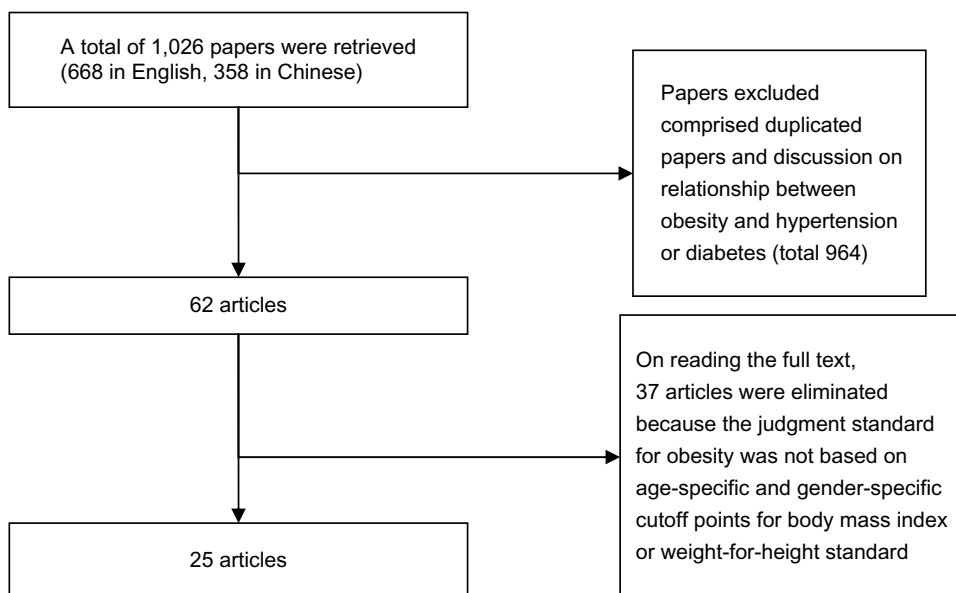 A total of 1,026 papers were retrieved
(668 in English, 358 in Chinese)
Papers excluded
comprised duplicated
papers and discussion on
relationship between
obesity and hypertension
or diabetes (total 964)
62 articles
On reading the full text,
37 articles were eliminated
because the judgment standard
for obesity was not based on
age-specific and gender-specific
cutoff points for body mass index
or weight-for-height standard
25 articles